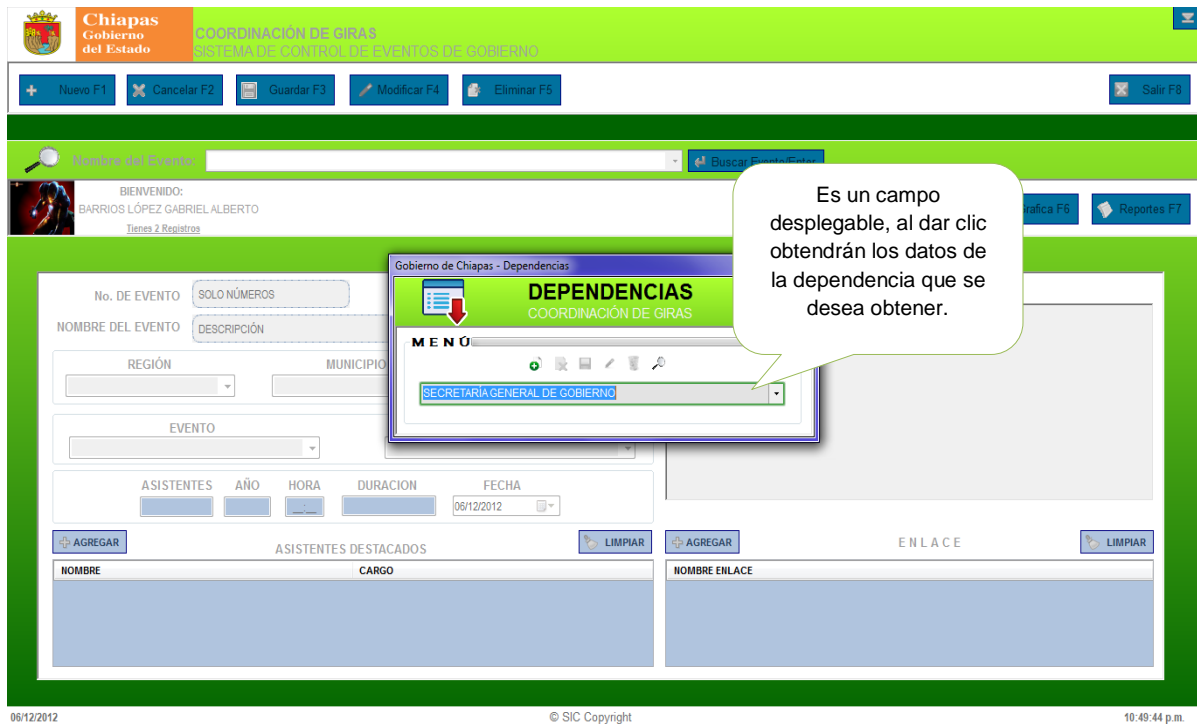 Chiapas
Gobierno
del Estado
COORDINACIÓN DE GIRAS
SISTEMA DE CONTROL DE EVENTOS DE GOBIERNO
Nuevo F1
Cancelar F2
Guardar F3
Modificar F4
Eliminar F5
Salir F8
Nombre del Evento:
Buscar Evento/Enter
BIENVENIDO:
BARRIOS LÓPEZ GABRIEL ALBERTO
Tienes 2 Registros
Grafica F6
Reportes F7
Es un campo
desplegable, al dar clic
obtendrán los datos de
la dependencia que se
desea obtener.
Gobierno de Chiapas - Dependencias
DEPENDENCIAS
COORDINACIÓN DE GIRAS
MENÚ
SECRETARÍA GENERAL DE GOBIERNO
No. DE EVENTO
SOLO NÚMEROS
NOMBRE DEL EVENTO
DESCRIPCIÓN
REGIÓN
MUNICIPIO
EVENTO
ASISTENTES
AÑO
HORA
DURACION
FECHA
__:__
06/12/2012
AGREGAR
ASISTENTES DESTACADOS
LIMPIAR
AGREGAR
ENLACE
LIMPIAR
NOMBRE
CARGO
NOMBRE ENLACE
06/12/2012
© SIC Copyright
10:49:44 p.m.